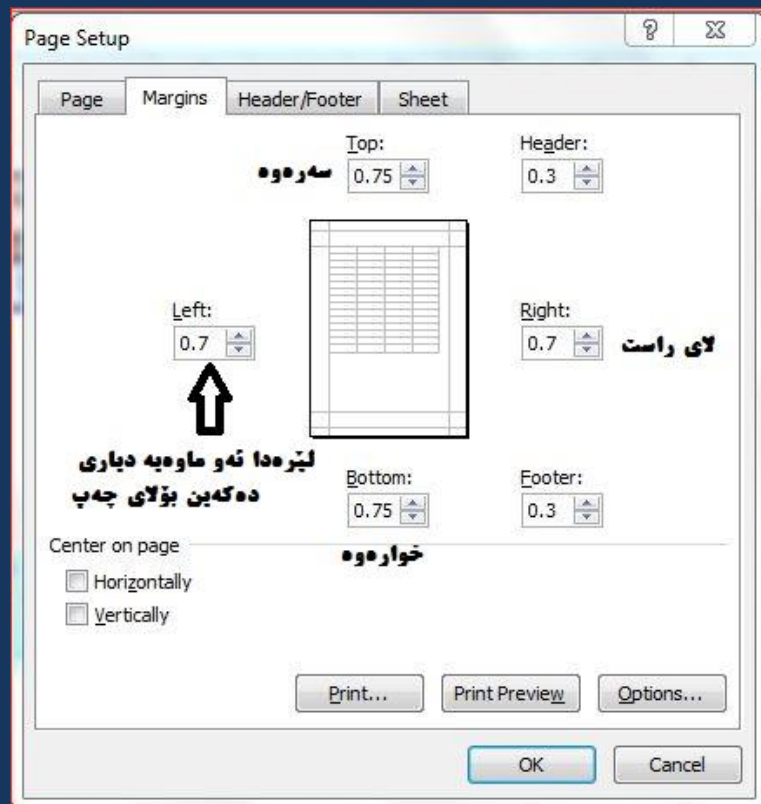 Page Setup
Page Margins Header/Footer Sheet
Top: Header:
سەرەوە 0.75 0.3
Left: Right:
0.7 0.7 لای راست
لێرەدا ئەو ماوەیە دیاری
دەکەین بۆلای چەپ
Bottom: Footer:
0.75 0.3
خوارەوە
Center on page
Horizontally
Vertically
Print... Print Preview Options...
OK Cancel